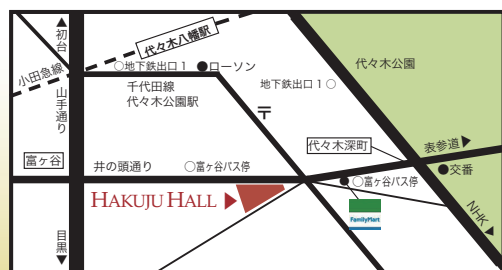 ▲初台
代々木八幡駅
小田急線
○地下鉄出口1
●ローソン
代々木公園
地下鉄出口1○
山手通り
千代田線
代々木公園駅
〒
代々木深町
表参道▶
富ヶ谷
井の頭通り
○富ヶ谷バス停
●交番
○富ヶ谷バス停
HAKUJU HALL ▶
FamilyMart
NHK▶
目黒▼